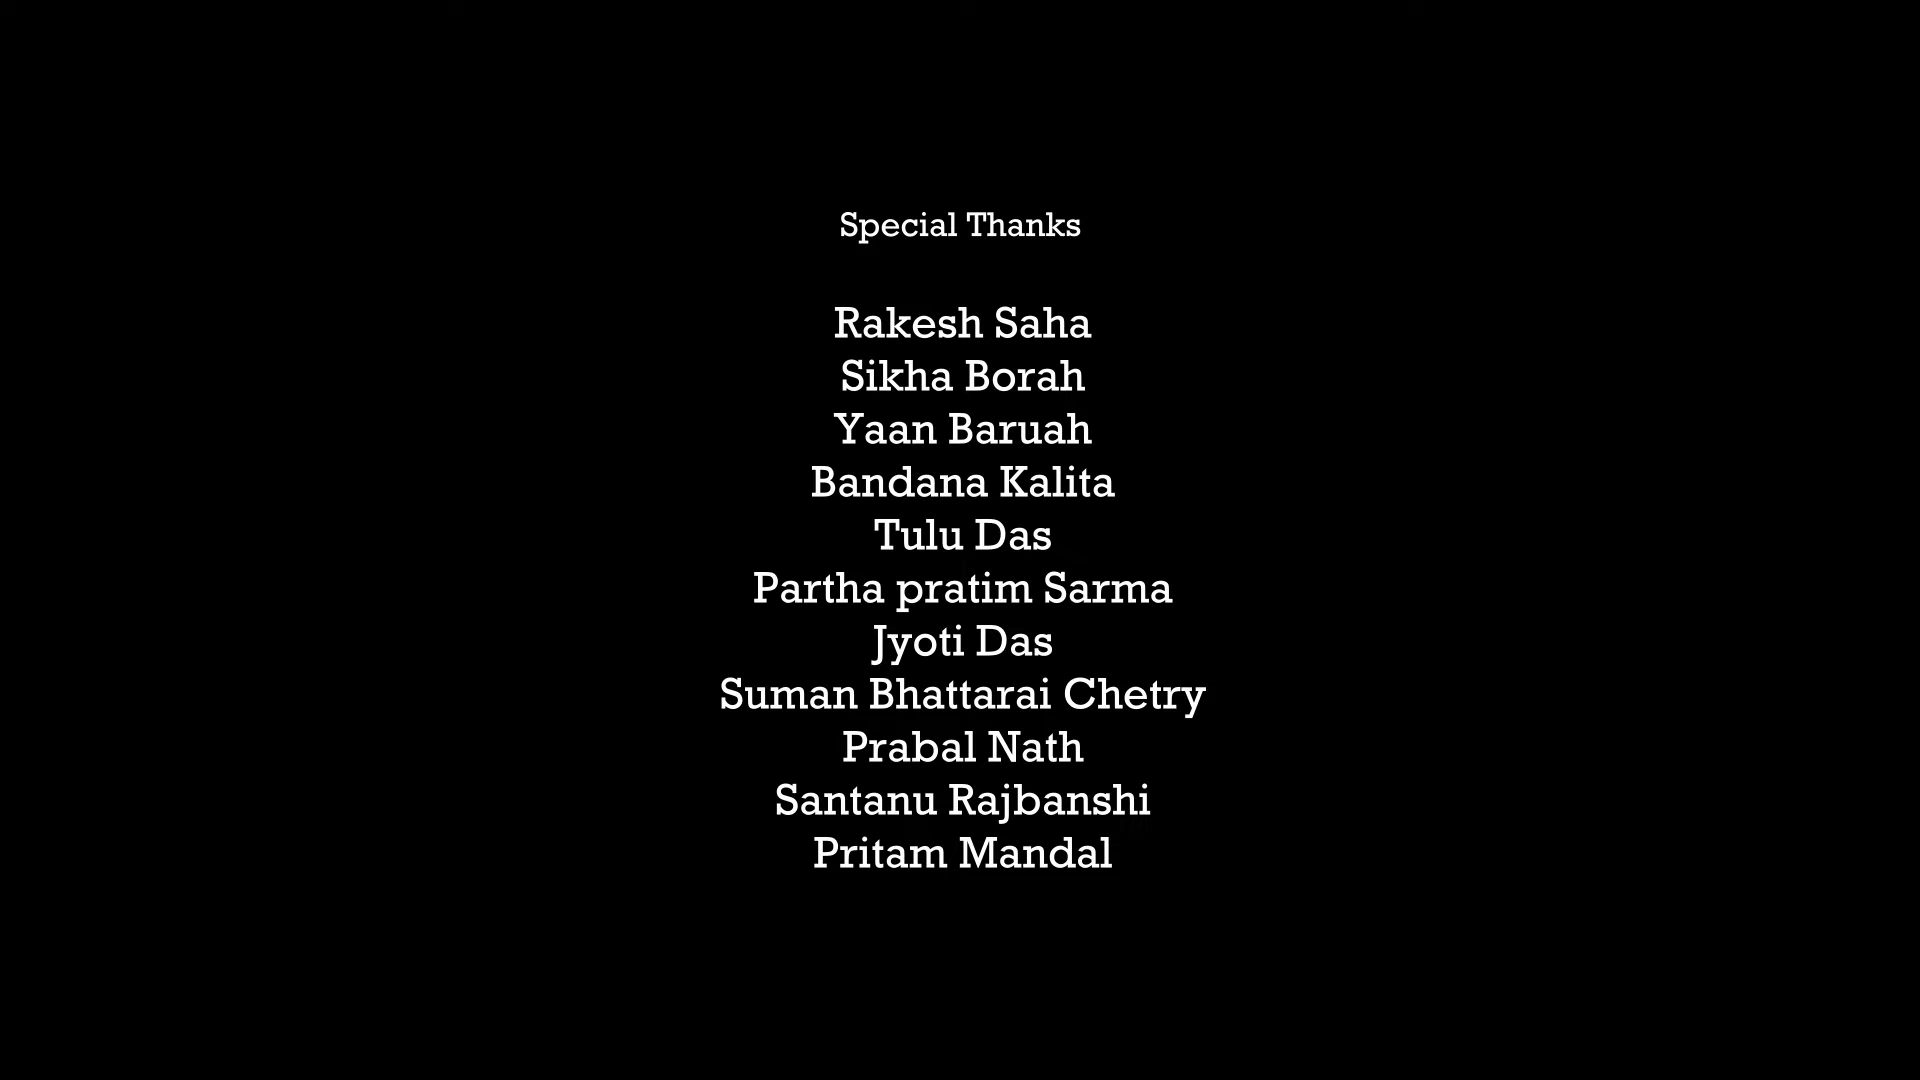 Special Thanks
Rakesh Saha
Sikha Borah
Yaan Baruah
Bandana Kalita
Tulu Das
Partha pratim Sarma
Jyoti Das
Suman Bhattarai Chetry
Prabal Nath
Santanu Rajbanshi
Pritam Mandal